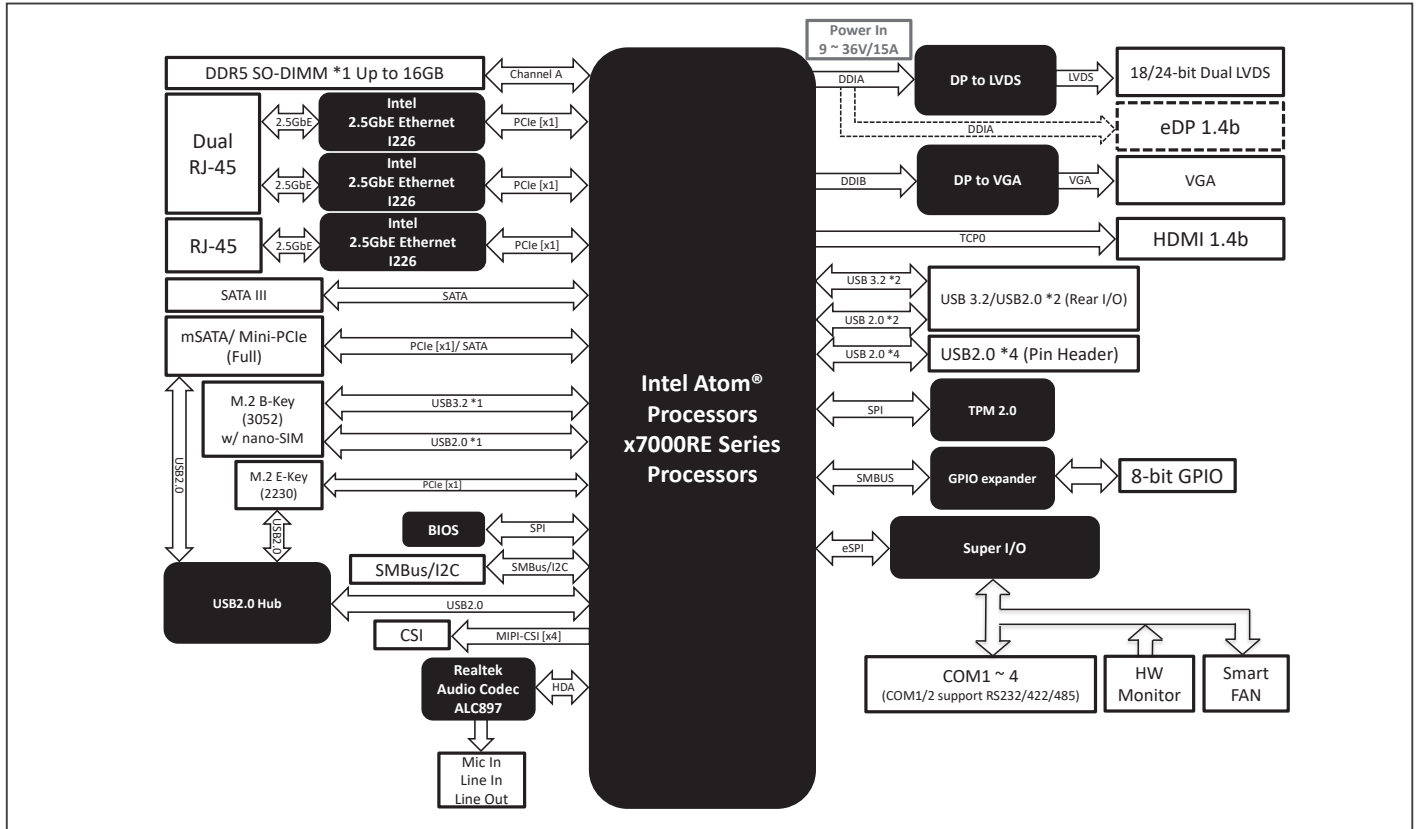 Power In
9 ~ 36V/15A
DDR5 SO-DIMM *1 Up to 16GB
Channel A
Dual
RJ-45
2.5GbE
Intel
2.5GbE Ethernet
I226
PCIe [x1]
2.5GbE
Intel
2.5GbE Ethernet
I226
PCIe [x1]
RJ-45
2.5GbE
Intel
2.5GbE Ethernet
I226
PCIe [x1]
SATA III
SATA
mSATA/ Mini-PCIe
(Full)
PCIe [x1]/ SATA
M.2 B-Key
(3052)
w/ nano-SIM
USB3.2 *1
USB2.0 *1
USB2.0
M.2 E-Key
(2230)
PCIe [x1]
USB2.0
BIOS
SPI
SMBus/I2C
SMBus/I2C
USB2.0 Hub
USB2.0
CSI
MIPI-CSI [x4]
Realtek
Audio Codec
ALC897
HDA
Mic In
Line In
Line Out
Intel Atom®
Processors
x7000RE Series
Processors
DDIA
DP to LVDS
LVDS
18/24-bit Dual LVDS
DDIA
eDP 1.4b
DDIB
DP to VGA
VGA
VGA
TCP0
HDMI 1.4b
USB 3.2 *2
USB 2.0 *2
USB 3.2/USB2.0 *2 (Rear I/O)
USB 2.0 *4
USB2.0 *4 (Pin Header)
SPI
TPM 2.0
SMBUS
GPIO expander
8-bit GPIO
eSPI
Super I/O
COM1 ~ 4
(COM1/2 support RS232/422/485)
HW
Monitor
Smart
FAN